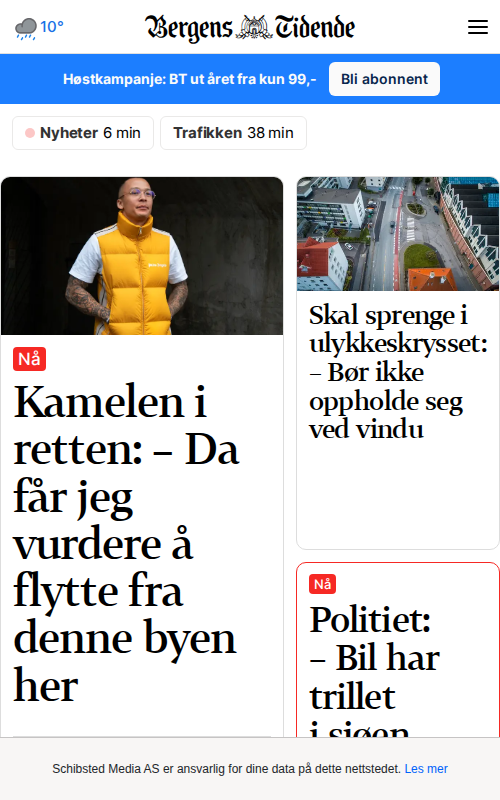 10°
Bergens Tidende
Høstkampanje: BT ut året fra kun 99,-
Bli abonnent
Nyheter 6 min
Trafikken 38 min
Nå
Kamelen i
retten: – Da
får jeg
vurdere å
flytte fra
denne byen
her
Skal sprenge i
ulykkeskrysset:
– Bør ikke
oppholde seg
ved vindu
Nå
Politiet:
– Bil har
trillet
i sjøen
Schibsted Media AS er ansvarlig for dine data på dette nettstedet. Les mer